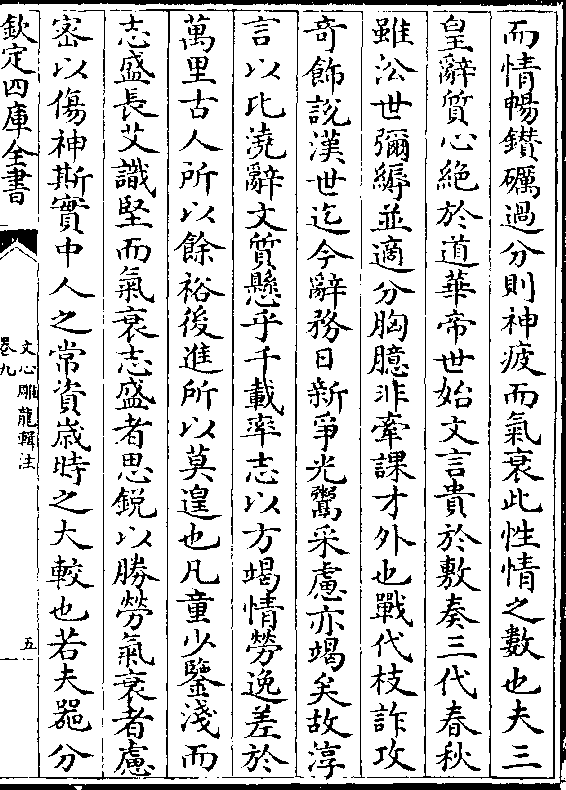 而情暢鑚礪過分則神疲而氣衰此性情之數也夫三
皇辭質心絶於道華帝世始文言貴於敷奏三代春秋
雖㳂世彌縟並適分胸臆非牽課才外也戰代枝詐攻
奇飾說漢世迄今辭務日新爭光鬻采慮亦竭矣故淳
言以比澆辭文質懸乎千載率志以方竭情勞逸差於
萬里古人所以餘裕後進所以莫遑也凡童少鑒淺而
志盛長艾識堅而氣衰志盛者思鋭以勝勞氣衰者慮
宻以傷神斯實中人之常資歲時之大較也若夫器分
欽定四庫全書
文心雕龍輯注
卷九
五